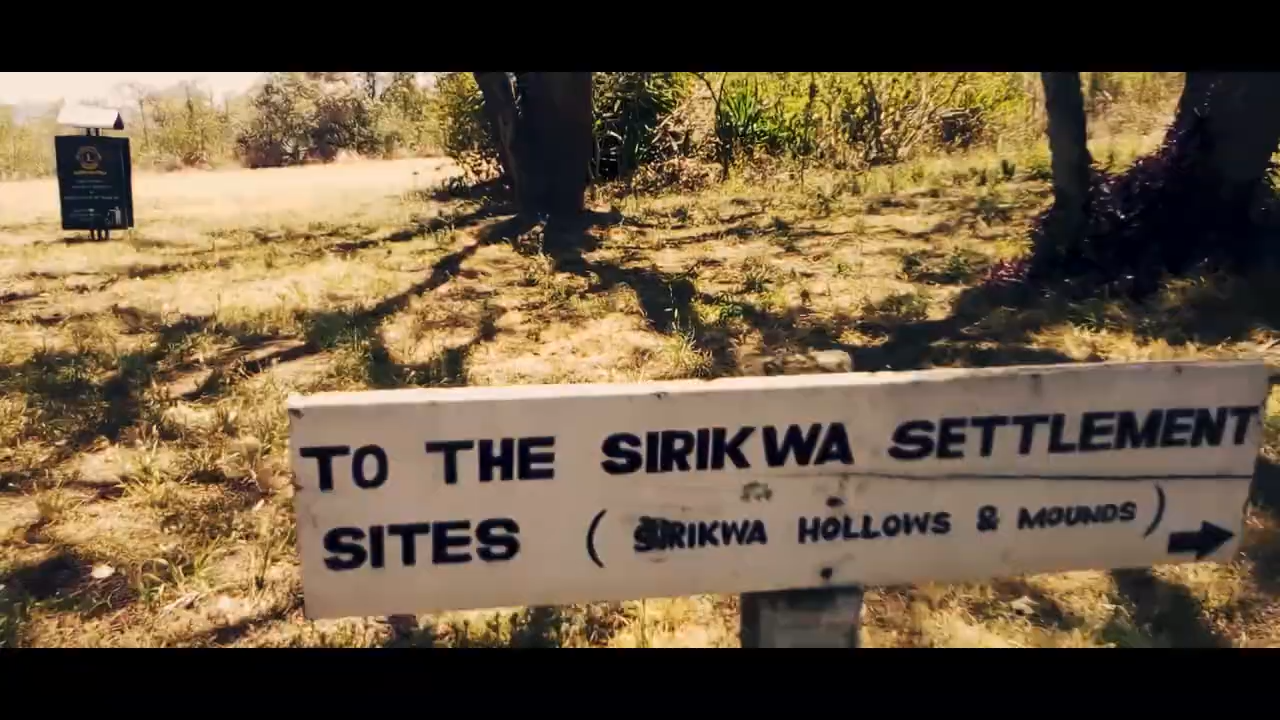 TO THE SIRIKWA SETTLEMENT
SITES ( SIRIKWA HOLLOWS & MOUNDS )